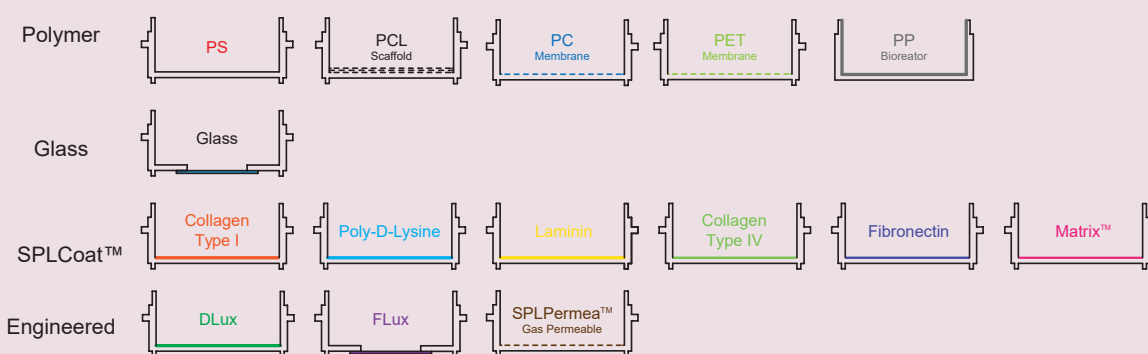 Polymer
PS
PCL
Scaffold
PC
Membrane
PET
Membrane
PP
Bioreator
Glass
Glass
SPLCoat™
Collagen
Type I
Poly-D-Lysine
Laminin
Collagen
Type IV
Fibronectin
Matrix™
Engineered
DLux
FLux
SPLPermea™
Gas Permeable